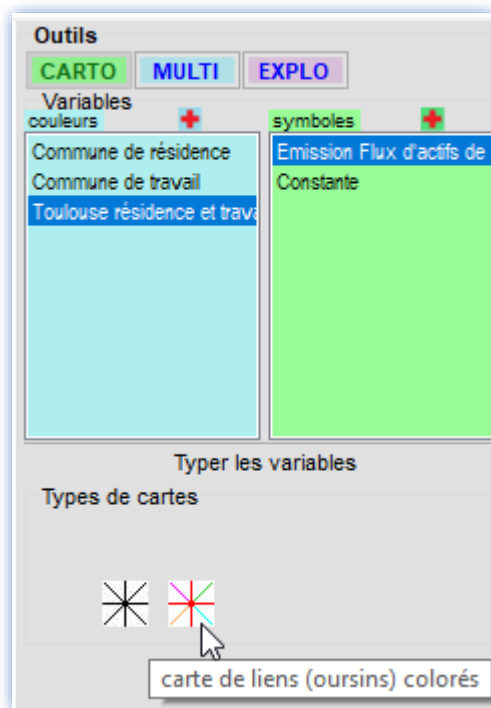 Outils
CARTO MULTI EXPLO
Variables
couleurs symboles
Commune de résidence
Commune de travail
Toulouse résidence et trava
Emission Flux d'actifs de
Constante
Typer les variables
Types de cartes
carte de liens (oursins) colorés